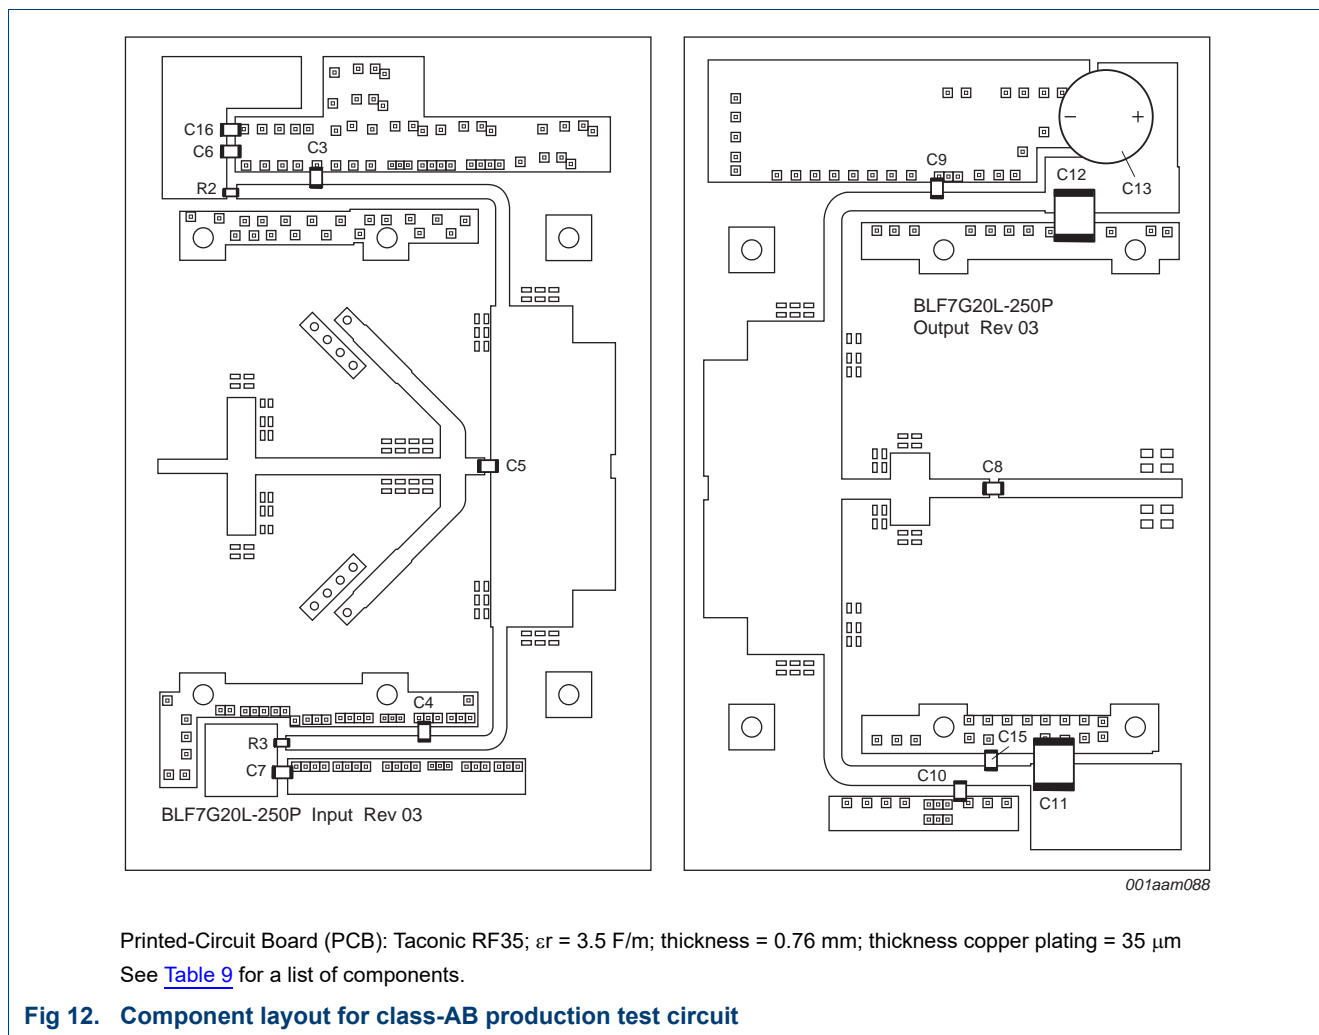 C16
C6
C3
R2
C5
C4
R3
C7
BLF7G20L-250P Input Rev 03
C9
C12
C13
− +
BLF7G20L-250P
Output Rev 03
C8
C15
C10
C11
001aam088
Printed-Circuit Board (PCB): Taconic RF35; εr = 3.5 F/m; thickness = 0.76 mm; thickness copper plating = 35 μm
See Table 9 for a list of components.
Fig 12. Component layout for class-AB production test circuit